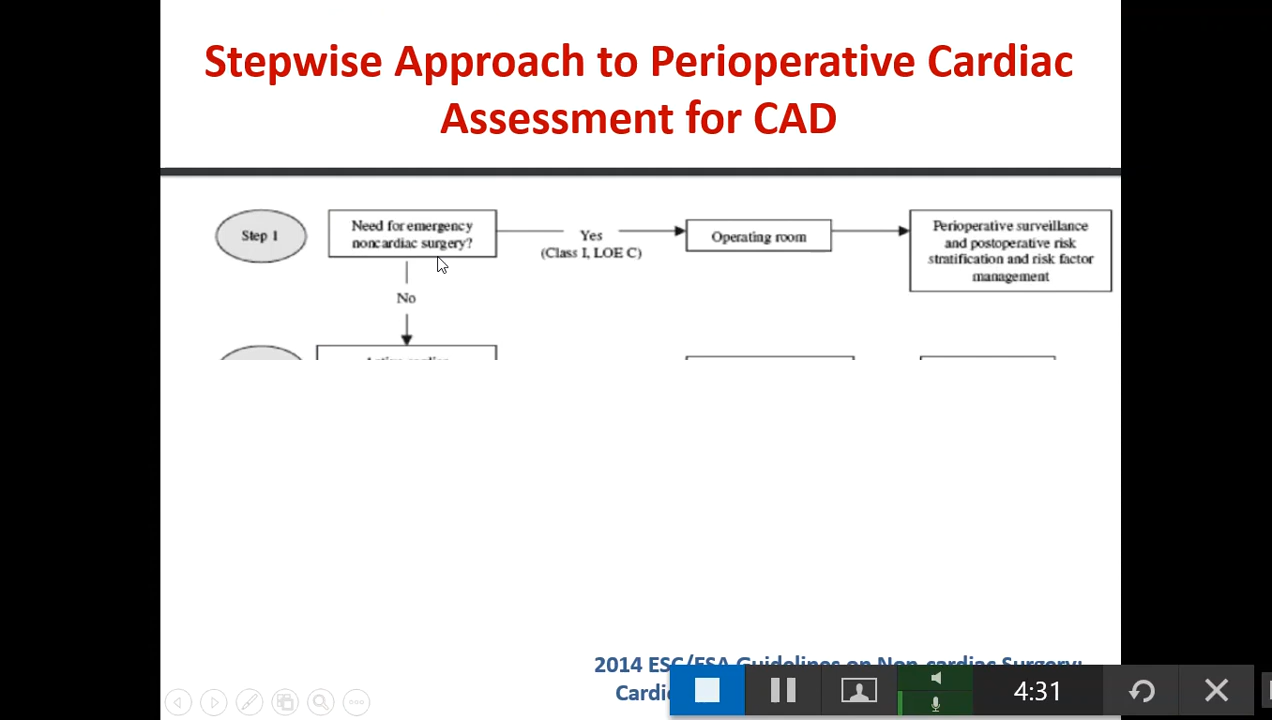 Stepwise Approach to Perioperative Cardiac
Assessment for CAD
Step 1
Need for emergency
noncardiac surgery?
Yes
(Class I, LOE C)
Operating room
Perioperative surveillance
and postoperative risk
stratification and risk factor
management
No
2014 ESC/ESA Guidelines on Non-cardiac Surgery:
4:31